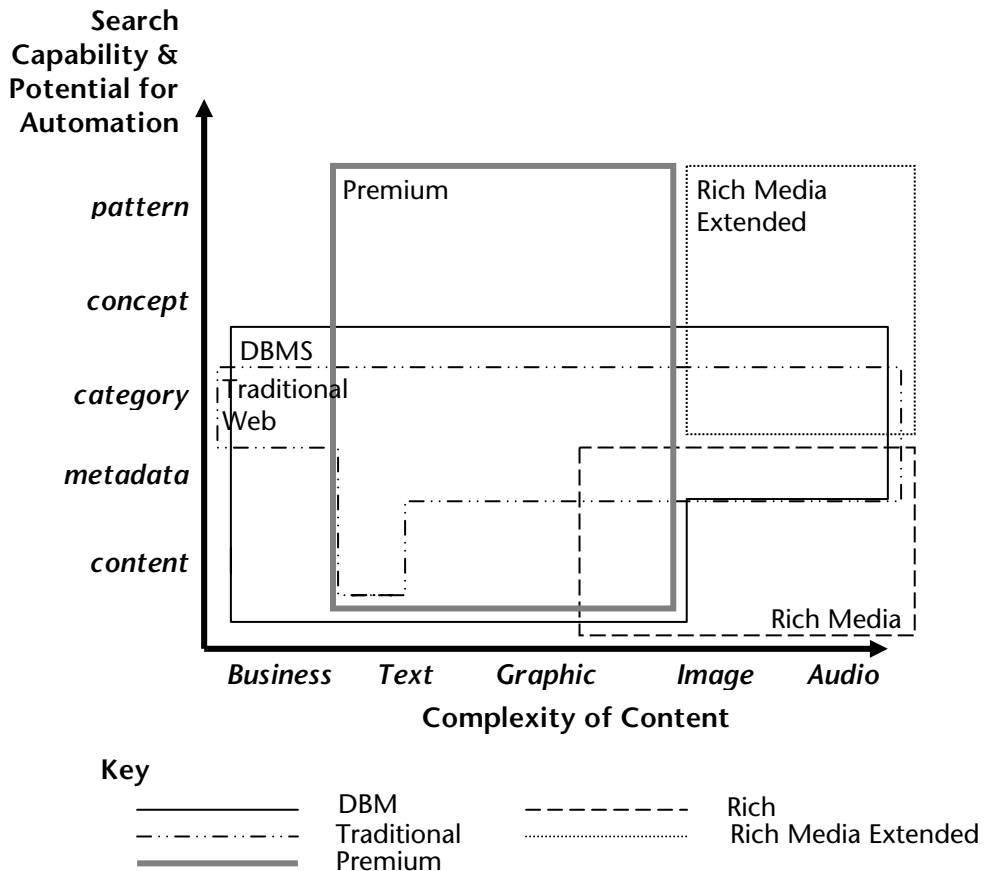 Search
Capability &
Potential for
Automation
pattern
concept
category
metadata
content
Premium
Rich Media
Extended
DBMS
Traditional
Web
Rich Media
Business Text Graphic Image Audio
Complexity of Content
Key
DBM
Traditional
Premium
Rich
Rich Media Extended